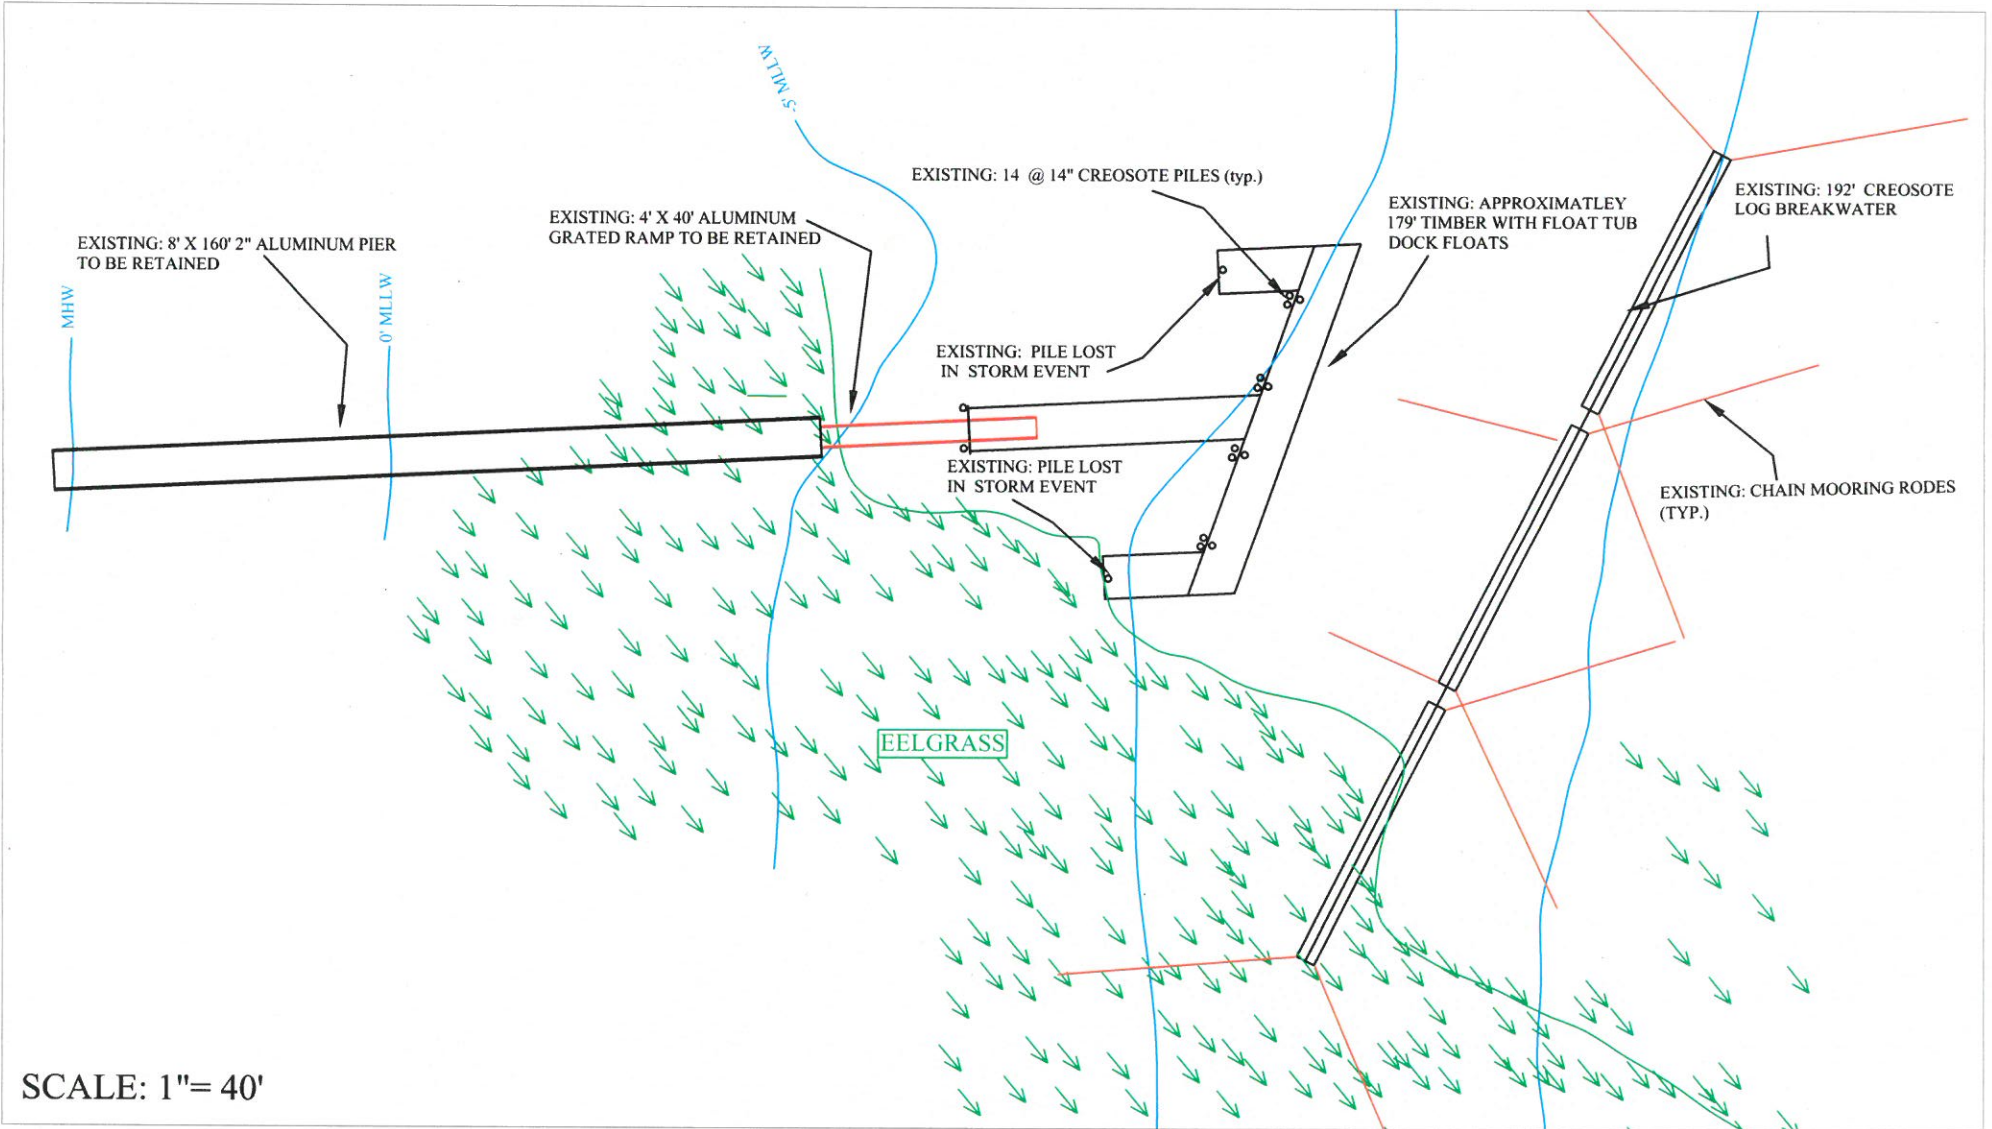 -5' MLLW
EXISTING: 14 @ 14" CREOSOTE PILES (typ.)
EXISTING: 192' CREOSOTE
LOG BREAKWATER
EXISTING: APPROXIMATLEY
179' TIMBER WITH FLOAT TUB
DOCK FLOATS
EXISTING: 4' X 40' ALUMINUM
GRATED RAMP TO BE RETAINED
EXISTING: 8' X 160' 2" ALUMINUM PIER
TO BE RETAINED
MHW
0' MLLW
EXISTING: PILE LOST
IN STORM EVENT
EXISTING: PILE LOST
IN STORM EVENT
EXISTING: CHAIN MOORING RODES
(TYP.)
EELGRASS
SCALE: 1"= 40'